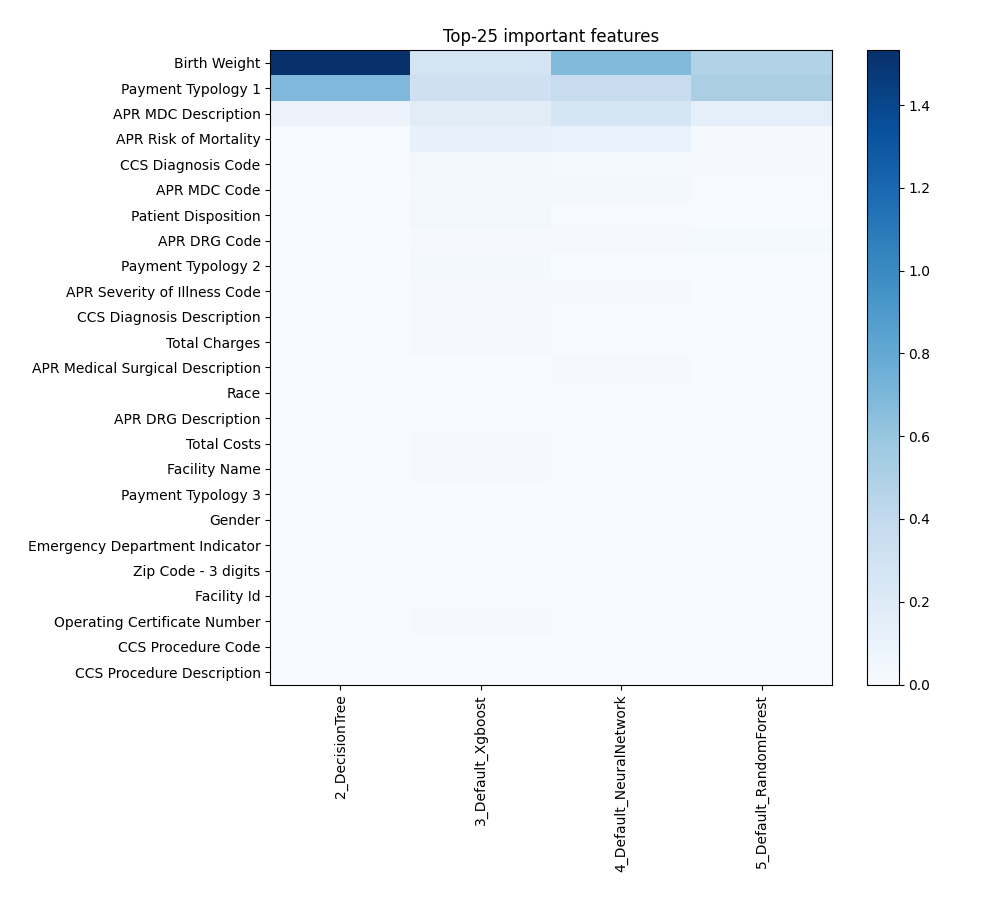 Top-25 important features
Birth Weight
Payment Typology 1
APR MDC Description
APR Risk of Mortality
CCS Diagnosis Code
APR MDC Code
Patient Disposition
APR DRG Code
Payment Typology 2
APR Severity of Illness Code
CCS Diagnosis Description
Total Charges
APR Medical Surgical Description
Race
APR DRG Description
Total Costs
Facility Name
Payment Typology 3
Gender
Emergency Department Indicator
Zip Code - 3 digits
Facility Id
Operating Certificate Number
CCS Procedure Code
CCS Procedure Description
2_DecisionTree
3_Default_Xgboost
4_Default_NeuralNetwork
5_Default_RandomForest
1.4
1.2
1.0
0.8
0.6
0.4
0.2
0.0